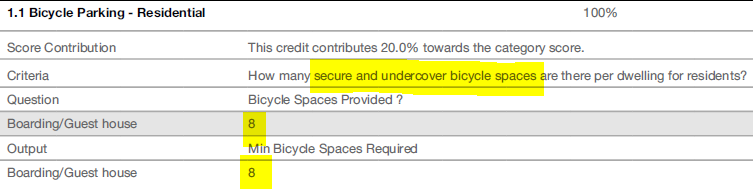 1.1 Bicycle Parking - Residential 100%
Score Contribution This credit contributes 20.0% towards the category score.
Criteria How many secure and undercover bicycle spaces are there per dwelling for residents?
Question Bicycle Spaces Provided ?
Boarding/Guest house 8
Output Min Bicycle Spaces Required
Boarding/Guest house 8